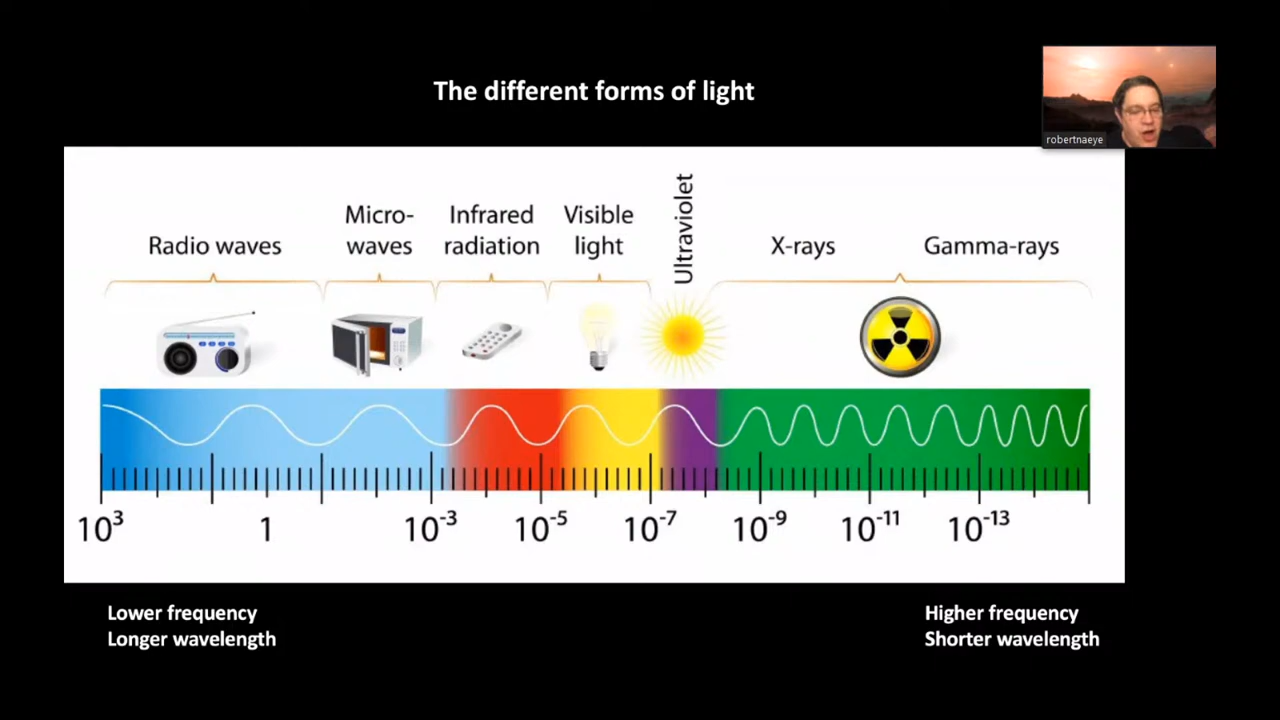 The different forms of light
robertnaeye
Radio waves
Micro-
waves
Infrared
radiation
Visible
light
Ultraviolet
X-rays
Gamma-rays
10³ 1 10⁻³ 10⁻⁵ 10⁻⁷ 10⁻⁹ 10⁻¹¹ 10⁻¹³
Lower frequency
Longer wavelength
Higher frequency
Shorter wavelength